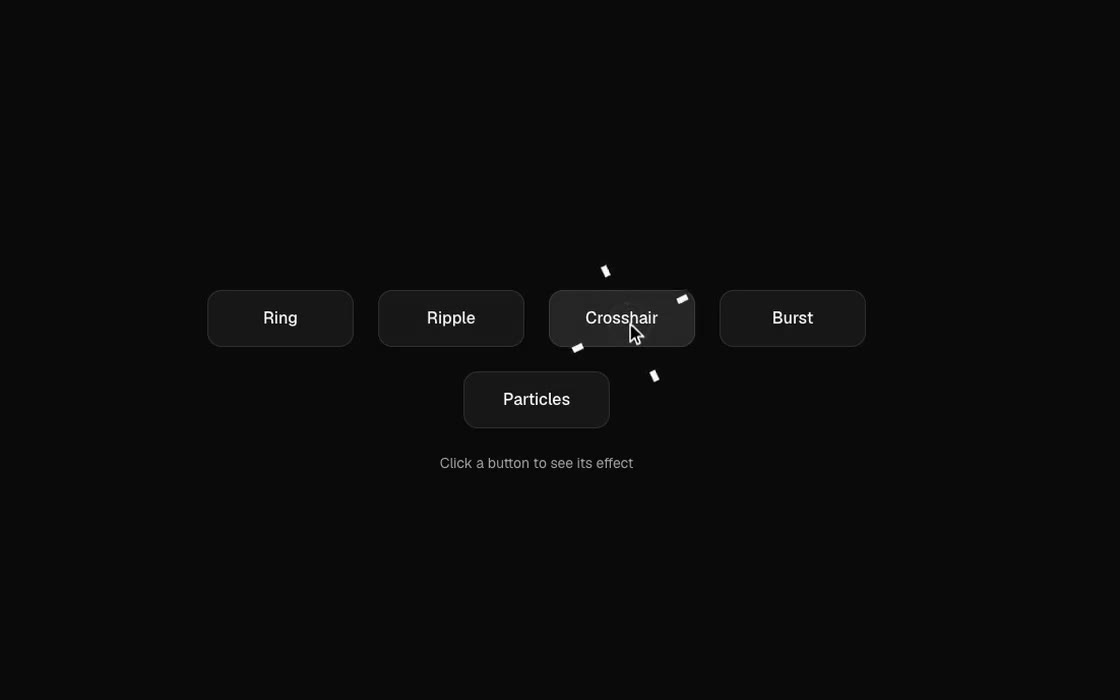 Ring
Ripple
Crosshair
Burst
Particles
Click a button to see its effect